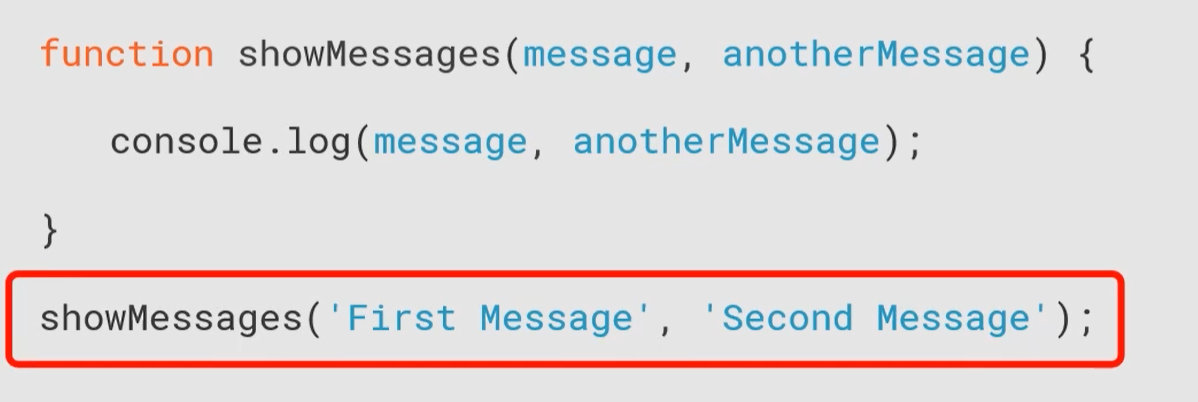 function showMessages(message, anotherMessage) {
console.log(message, anotherMessage);
}
showMessages('First Message', 'Second Message');